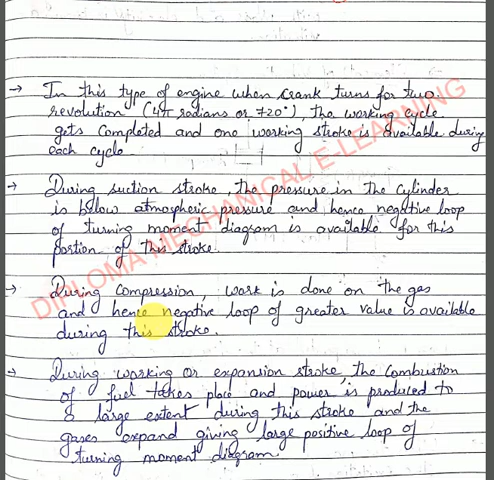 → In this type of engine when crank turns for two
revolution (4π radians or 720°), the working cycle
gets completed and one working stroke is available during
each cycle.
→ During suction stroke, the pressure in the cylinder
is below atmospheric pressure and hence negative loop
of turning moment diagram is available for this
portion of this stroke.
→ During compression work is done on the gas
and hence negative loop of greater value is available
during this stroke.
→ During working or expansion stroke, the combustion
of fuel takes place and power is produced to
a large extent during this stroke and the
gases expand giving large positive loop of
turning moment diagram.
DIPLOMA MECHANICAL E-LEARNING